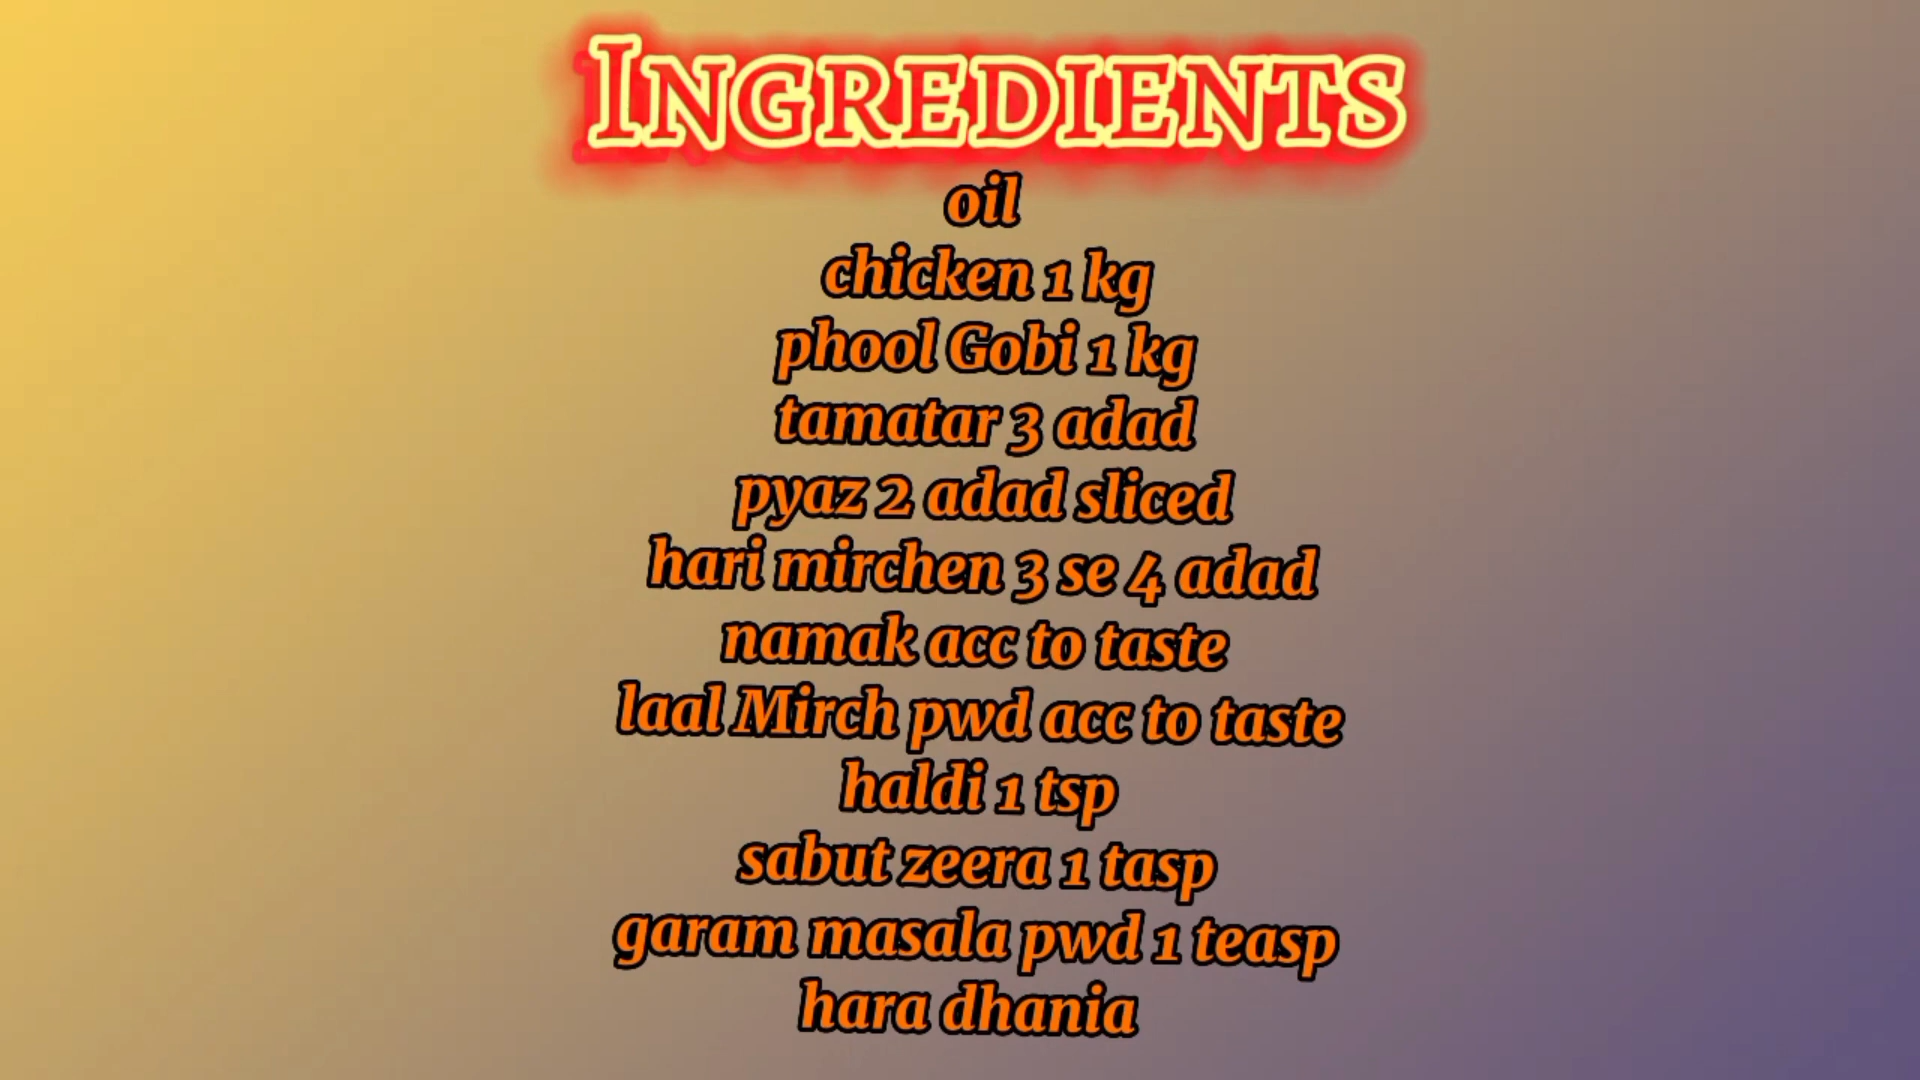 INGREDIENTS
oil
chicken 1 kg
phool Gobi 1 kg
tamatar 3 adad
pyaz 2 adad sliced
hari mirchen 3 se 4 adad
namak acc to taste
laal Mirch pwd acc to taste
haldi 1 tsp
sabut zeera 1 tasp
garam masala pwd 1 teasp
hara dhania